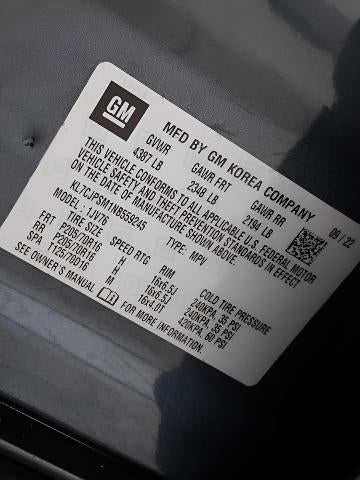 GM
MFD BY GM KOREA COMPANY
GVWR GAWR FRT GAWR RR 09 / 22
4387 LB 2348 LB 2194 LB
THIS VEHICLE CONFORMS TO ALL APPLICABLE U.S. FEDERAL MOTOR
VEHICLE SAFETY AND THEFT PREVENTION STANDARDS IN EFFECT
ON THE DATE OF MANUFACTURE SHOWN ABOVE.
KL7CJPSM1NB559245 TYPE: MPV
MODEL: 1JV76
TIRE SIZE SPEED RTG RIM COLD TIRE PRESSURE
FRT P205/70R16 H 16x6.5J 240KPA, 35 PSI
RR P205/70R16 H 16x6.5J 240KPA, 35 PSI
SPA T125/70D16 M 16x4.0T 420KPA, 60 PSI
SEE OWNER'S MANUAL FOR MORE INFORMATION.